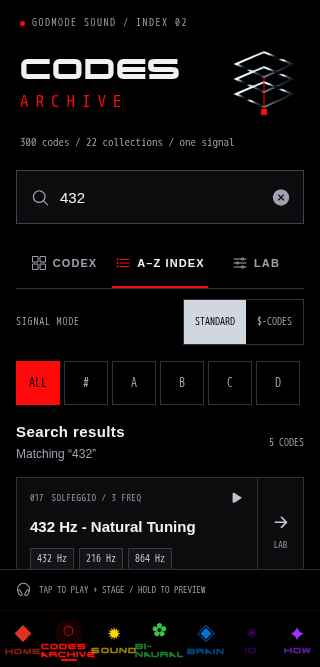 GODMODE SOUND / INDEX 02
CODES
ARCHIVE
300 codes / 22 collections / one signal
432
CODEX
A–Z INDEX
LAB
SIGNAL MODE
STANDARD
$-CODES
ALL
#
A
B
C
D
Search results
5 CODES
Matching “432”
017 SOLFEGGIO / 3 FREQ
432 Hz - Natural Tuning
LAB
432 Hz
216 Hz
864 Hz
TAP TO PLAY + STAGE / HOLD TO PREVIEW
HOME
CODES ARCHIVE
SOUND
BI-NEURAL
BRAIN
IQ
HOW